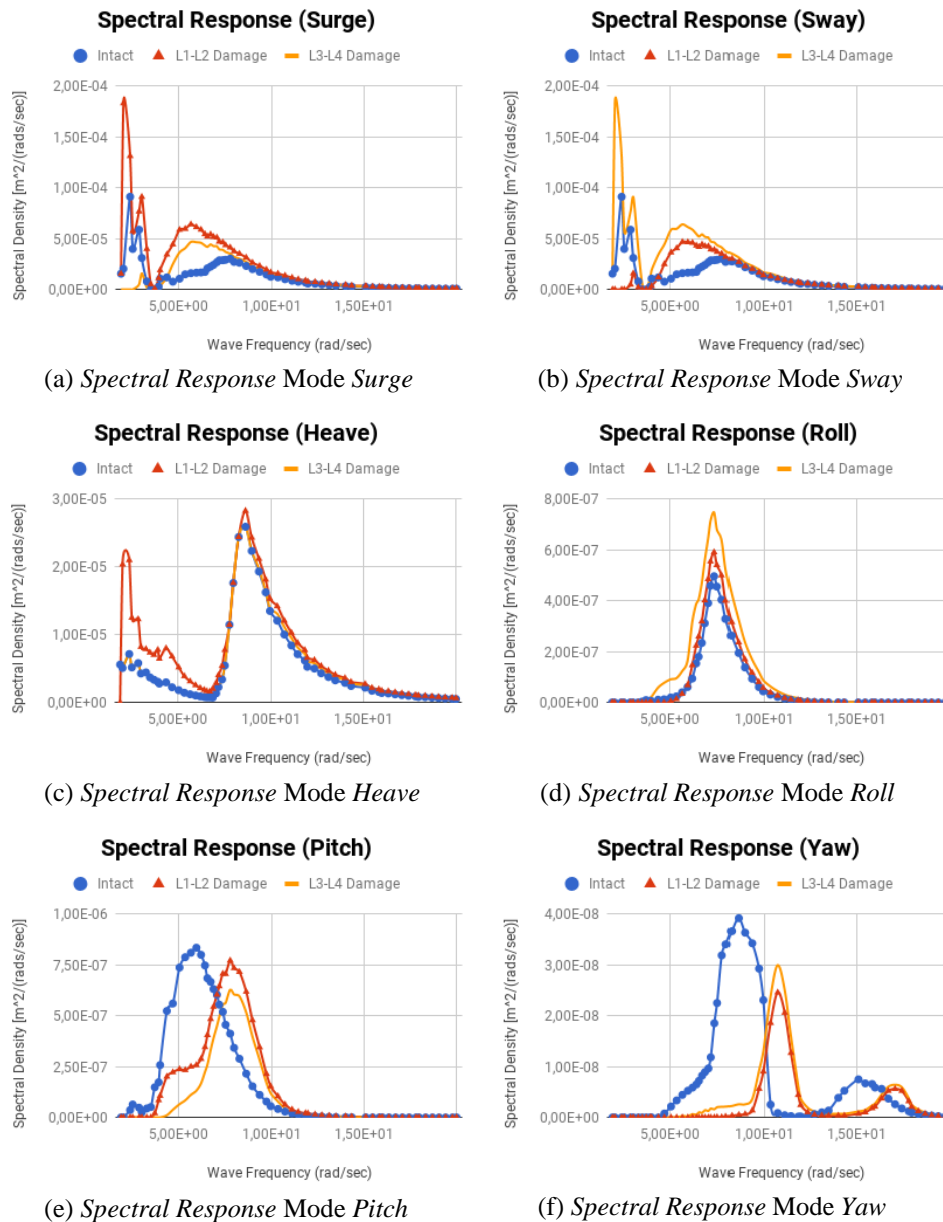 Spectral Response (Surge)
Intact L1-L2 Damage L3-L4 Damage
Spectral Density [m^2/(rads/sec)]
2,00E-04
1,50E-04
1,00E-04
5,00E-05
0,00E+00
5,00E+00 1,00E+01 1,50E+01
Wave Frequency (rad/sec)
(a) Spectral Response Mode Surge
Spectral Response (Sway)
Intact L1-L2 Damage L3-L4 Damage
Spectral Density [m^2/(rads/sec)]
2,00E-04
1,50E-04
1,00E-04
5,00E-05
0,00E+00
5,00E+00 1,00E+01 1,50E+01
Wave Frequency (rad/sec)
(b) Spectral Response Mode Sway
Spectral Response (Heave)
Intact L1-L2 Damage L3-L4 Damage
Spectral Density [m^2/(rads/sec)]
3,00E-05
2,00E-05
1,00E-05
0,00E+00
5,00E+00 1,00E+01 1,50E+01
Wave Frequency (rad/sec)
(c) Spectral Response Mode Heave
Spectral Response (Roll)
Intact L1-L2 Damage L3-L4 Damage
Spectral Density [m^2/(rads/sec)]
8,00E-07
6,00E-07
4,00E-07
2,00E-07
0,00E+00
5,00E+00 1,00E+01 1,50E+01
Wave Frequency (rad/sec)
(d) Spectral Response Mode Roll
Spectral Response (Pitch)
Intact L1-L2 Damage L3-L4 Damage
Spectral Density [m^2/(rads/sec)]
1,00E-06
7,50E-07
5,00E-07
2,50E-07
0,00E+00
5,00E+00 1,00E+01 1,50E+01
Wave Frequency (rad/sec)
(e) Spectral Response Mode Pitch
Spectral Response (Yaw)
Intact L1-L2 Damage L3-L4 Damage
Spectral Density [m^2/(rads/sec)]
4,00E-08
3,00E-08
2,00E-08
1,00E-08
0,00E+00
5,00E+00 1,00E+01 1,50E+01
Wave Frequency (rad/sec)
(f) Spectral Response Mode Yaw